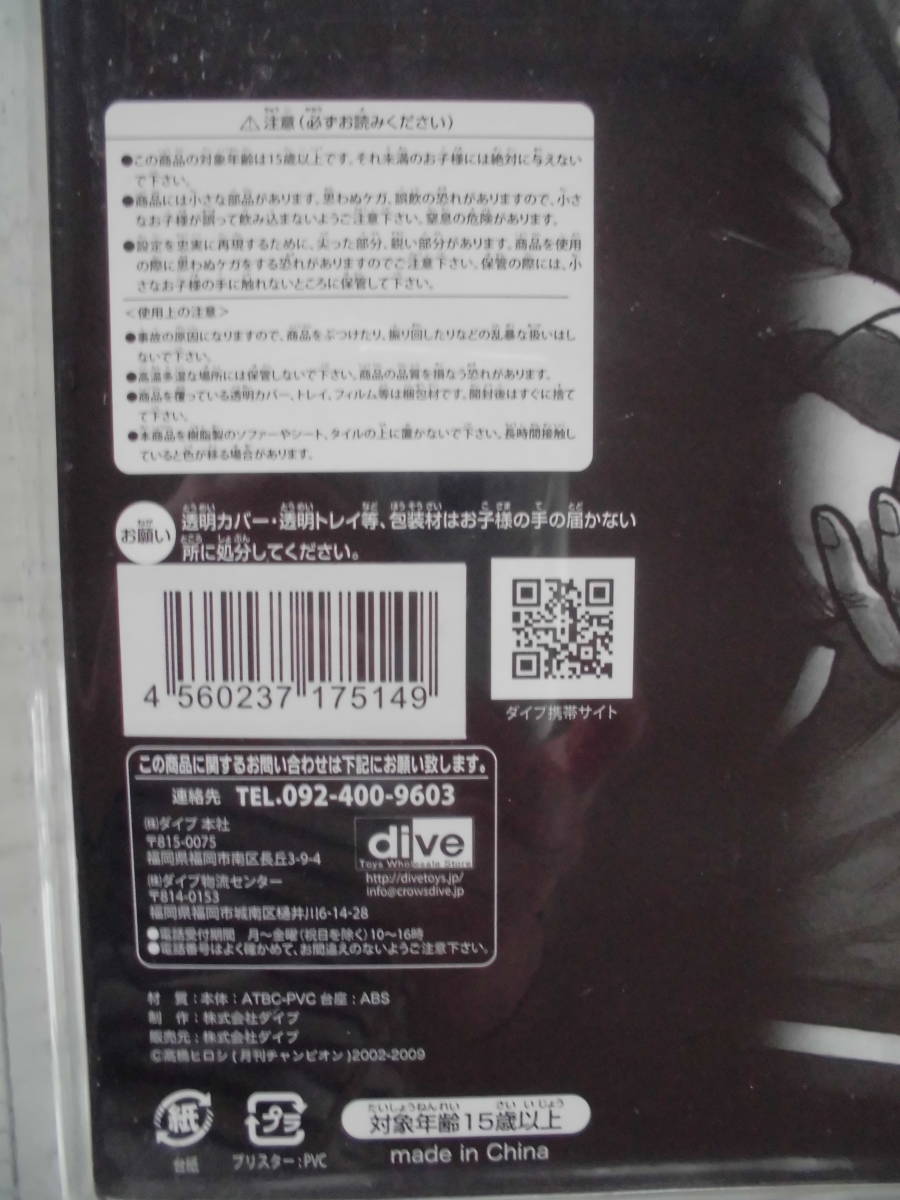 ⚠注意(必ずお読みください)
●この商品の対象年齢は15歳以上です。それ未満のお子様には絶対に与えない
で下さい。
●商品には小さな部品があります。思わぬケガ、誤飲の恐れがありますので、小さ
なお子様が誤って飲み込まないようご注意下さい。窒息の危険があります。
●設定を忠実に再現するために、尖った部分、鋭い部分があります。商品を使用
の際に思わぬケガをする恐れがありますのでご注意下さい。保管の際には、小
さなお子様の手に触れないところに保管して下さい。
<使用上の注意>
●事故の原因になりますので、商品をぶつけたり、振り回したりなどの乱暴な扱いはし
ないで下さい。
●高温多湿な場所には保管しないで下さい。商品の品質を損なう恐れがあります。
●商品を覆っている透明カバー、トレイ、フィルム等は梱包材です。開封後はすぐに捨て
て下さい。
●本商品を樹脂製のソファーやシート、タイルの上に置かないで下さい。長時間接触し
ていると色が移る場合があります。
お願い
透明カバー・透明トレイ等、包装材はお子様の手の届かない
所に処分してください。
4 560237 175149
ダイブ携帯サイト
この商品に関するお問い合わせは下記にお願い致します。
連絡先 TEL.092-400-9603
㈱ダイブ 本社
〒815-0075
福岡県福岡市南区長丘3-9-4
㈱ダイブ物流センター
〒814-0153
福岡県福岡市城南区樋井川6-14-28
dive
Toys Wholesale Store
http://divetoys.jp/
info@crowsdive.jp
●電話受付期間 月〜金曜(祝日を除く)10〜16時
●電話番号はよく確かめて、お間違えのないようご注意下さい。
材 質:本体:ATBC-PVC 台座:ABS
制 作:株式会社ダイブ
販売元:株式会社ダイブ
©髙橋ヒロシ(月刊チャンピオン)2002-2009
紙
台紙
プラ
ブリスター:PVC
たいしょうねんれい さい いじょう
対象年齢15歳以上
made in China